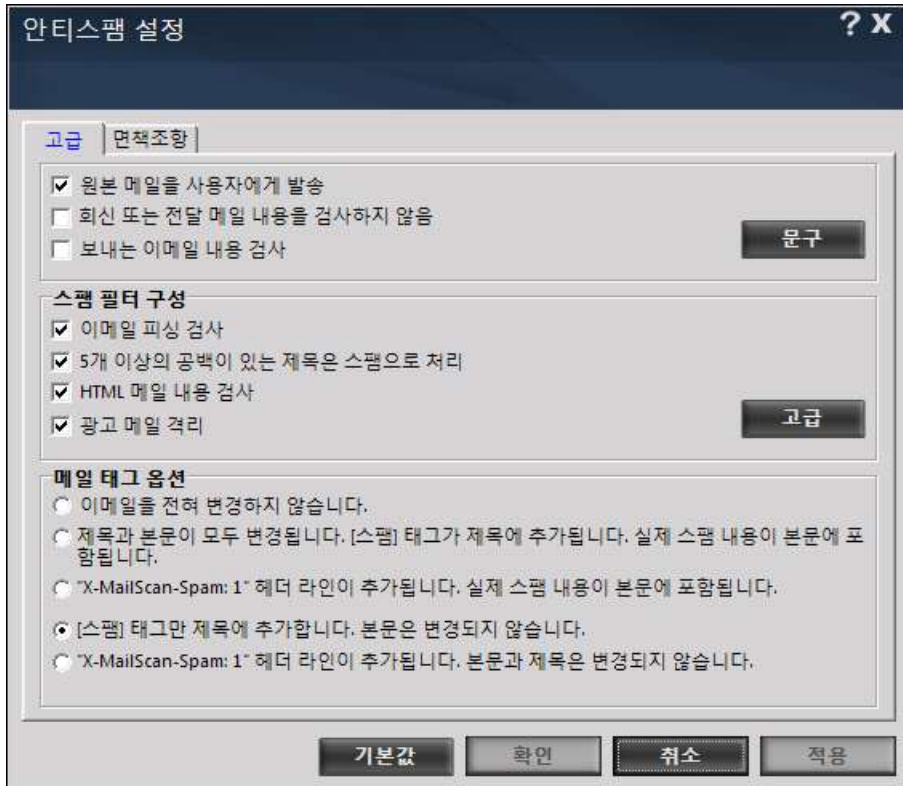 안티스팸 설정
? X
고급 면책조항
원본 메일을 사용자에게 발송
회신 또는 전달 메일 내용을 검사하지 않음
보내는 이메일 내용 검사
문구
스팸 필터 구성
이메일 피싱 검사
5개 이상의 공백이 있는 제목은 스팸으로 처리
HTML 메일 내용 검사
광고 메일 격리
고급
메일 태그 옵션
이메일을 전혀 변경하지 않습니다.
제목과 본문이 모두 변경됩니다. [스팸] 태그가 제목에 추가됩니다. 실제 스팸 내용이 본문에 포
함됩니다.
"X-MailScan-Spam: 1" 헤더 라인이 추가됩니다. 실제 스팸 내용이 본문에 포함됩니다.
[스팸] 태그만 제목에 추가합니다. 본문은 변경되지 않습니다.
"X-MailScan-Spam: 1" 헤더 라인이 추가됩니다. 본문과 제목은 변경되지 않습니다.
기본값 확인 취소 적용